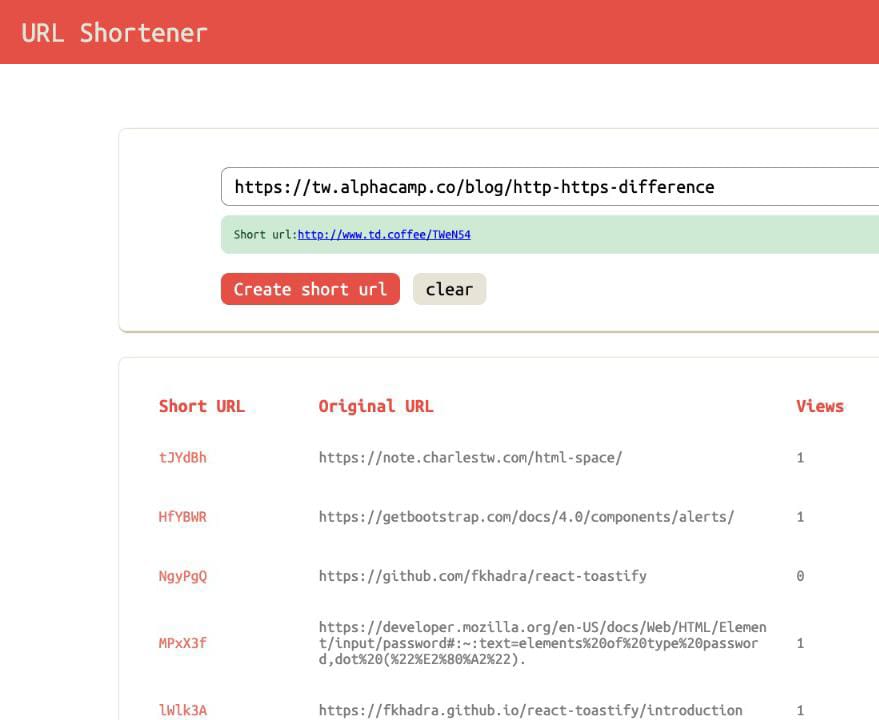 URL Shortener
https://tw.alphacamp.co/blog/http-https-difference
Short url:http://www.td.coffee/TWeN54
Create short url clear
Short URL Original URL Views
tJYdBh https://note.charlestw.com/html-space/ 1
HfYBWR https://getbootstrap.com/docs/4.0/components/alerts/ 1
NgyPgQ https://github.com/fkhadra/react-toastify 0
https://developer.mozilla.org/en-US/docs/Web/HTML/Elemen
MPxX3f t/input/password#:~:text=elements%20of%20type%20passwor 1
d,dot%20(%22%E2%80%A2%22).
lWlk3A https://fkhadra.github.io/react-toastify/introduction 1